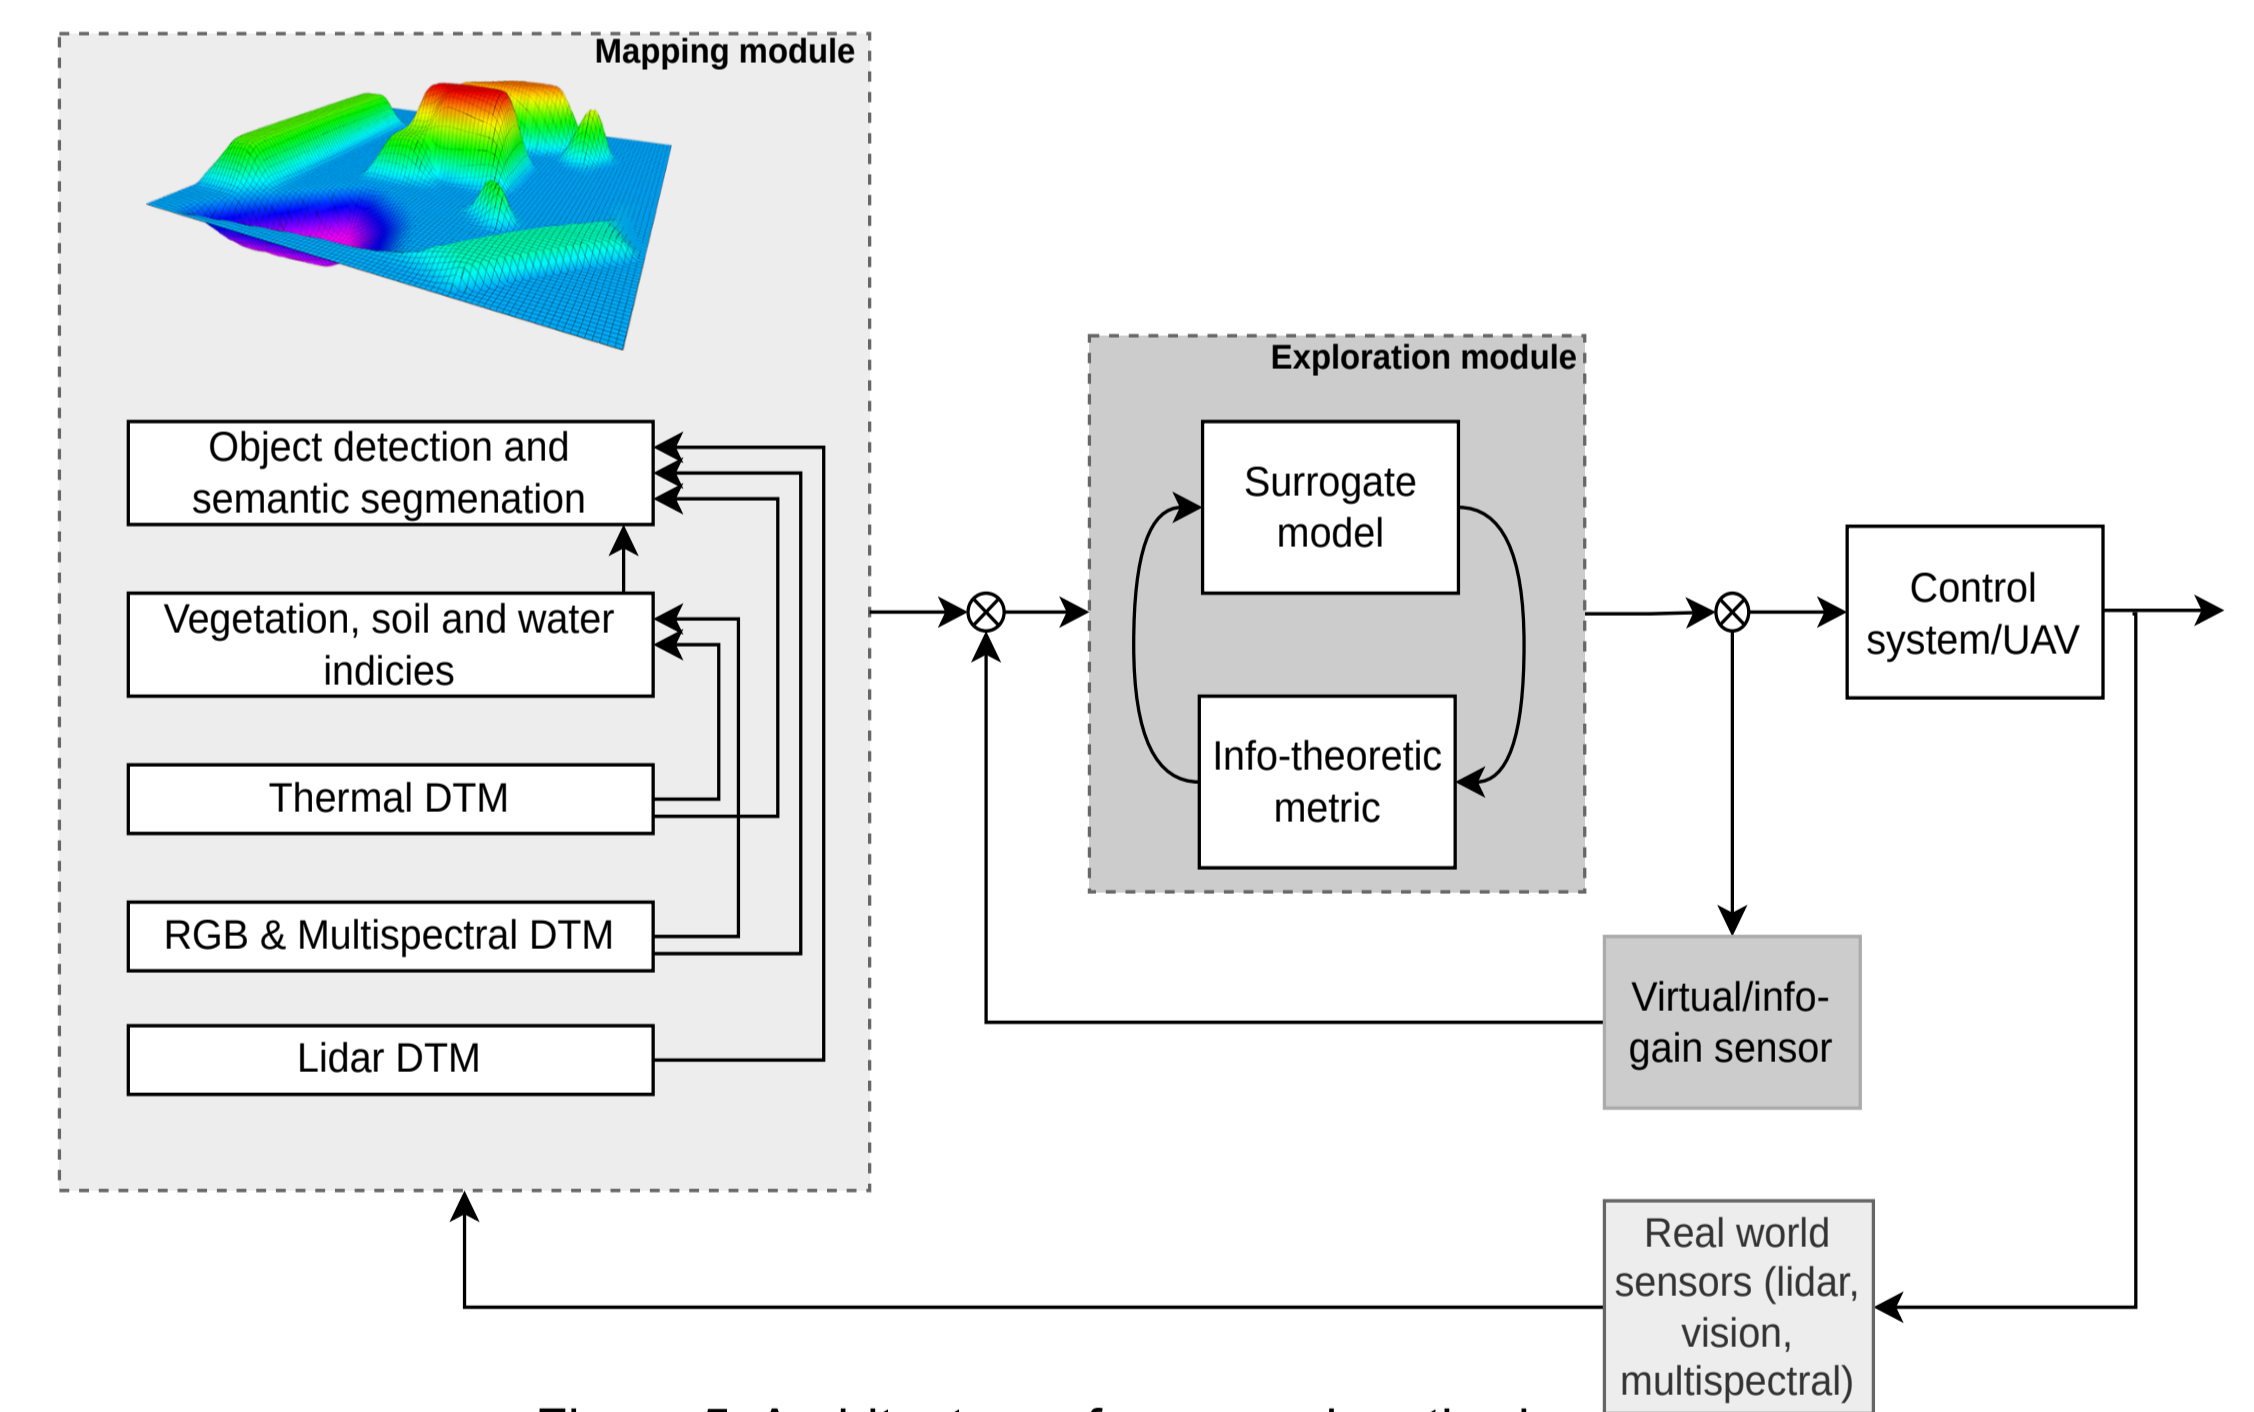 Mapping module
Object detection and
semantic segmenation
Vegetation, soil and water
indicies
Thermal DTM
RGB & Multispectral DTM
Lidar DTM
Exploration module
Surrogate
model
Info-theoretic
metric
Control
system/UAV
Virtual/info-
gain sensor
Real world
sensors (lidar,
vision,
multispectral)